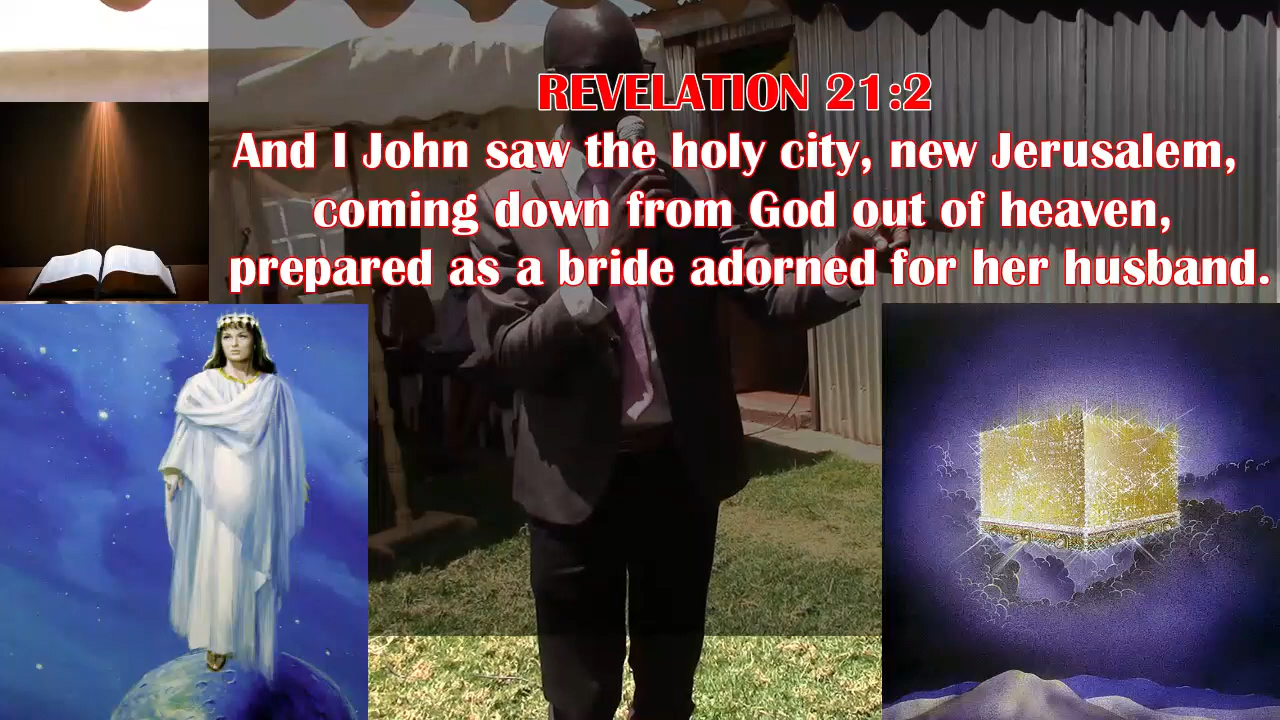 REVELATION 21:2
And I John saw the holy city, new Jerusalem,
coming down from God out of heaven,
prepared as a bride adorned for her husband.